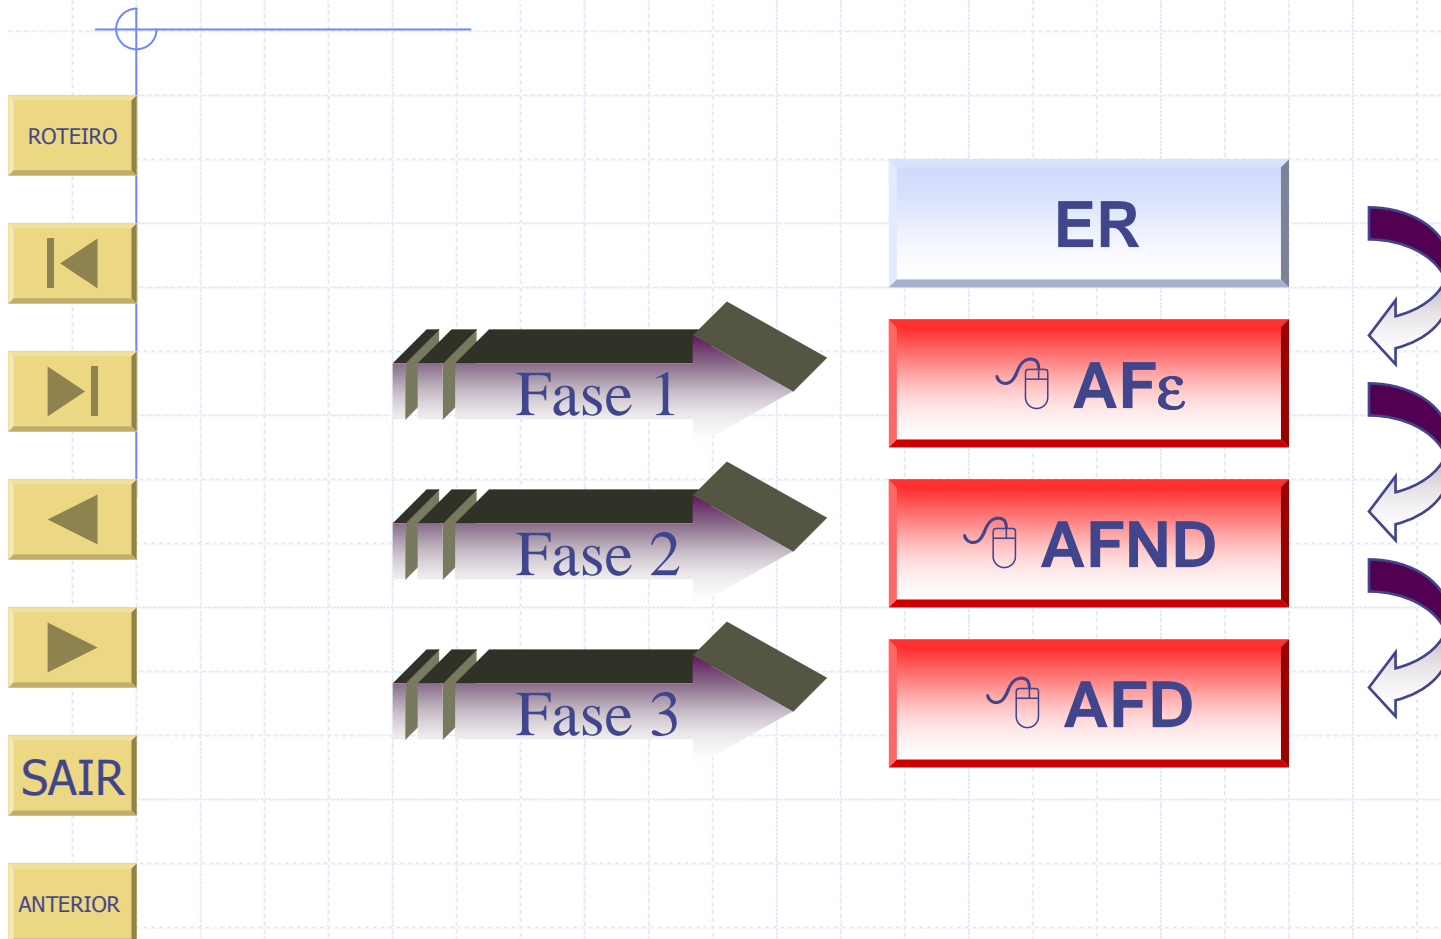 ROTEIRO
SAIR
ANTERIOR
ER
Fase 1
AFε
Fase 2
AFND
Fase 3
AFD